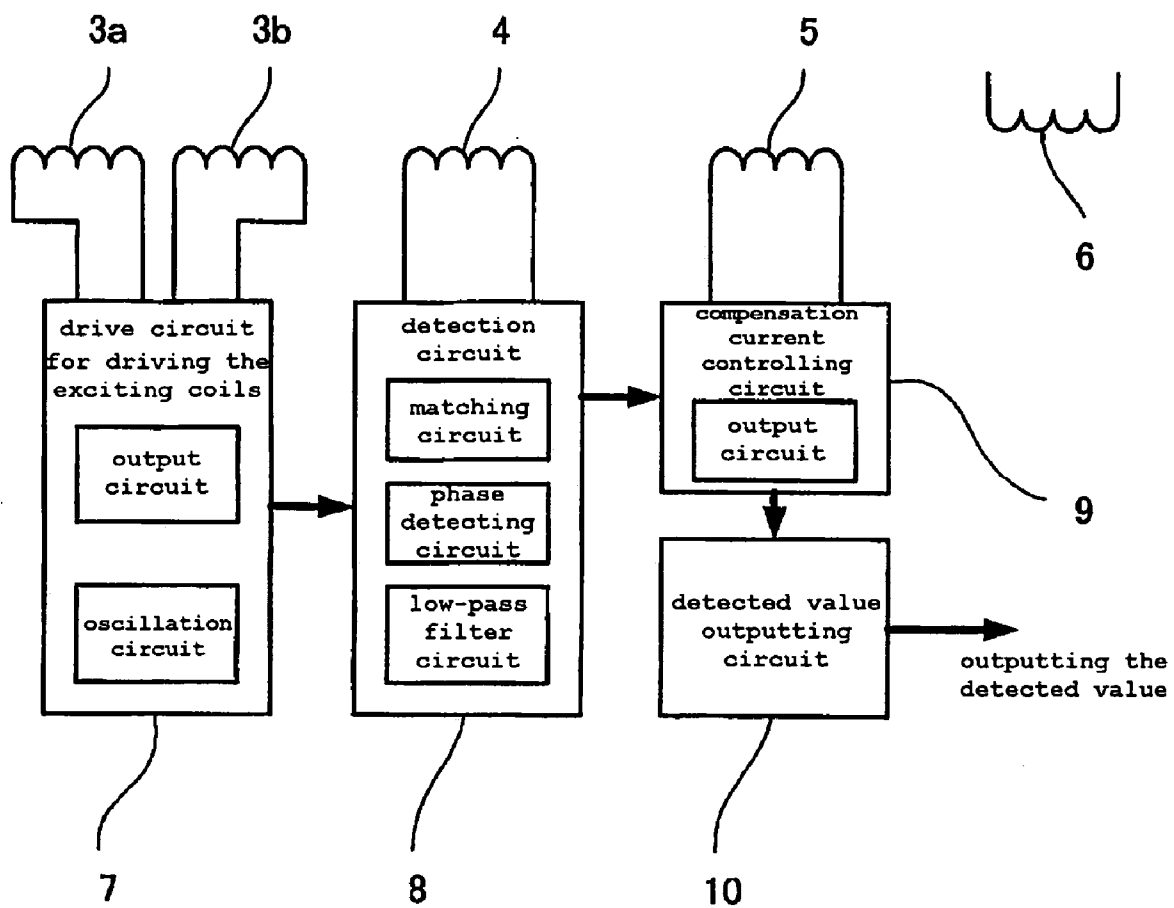 3a
3b
4
5
6
drive circuit
for driving the
exciting coils
output
circuit
oscillation
circuit
detection
circuit
matching
circuit
phase
detecting
circuit
low-pass
filter
circuit
compensation
current
controlling
circuit
output
circuit
9
detected value
outputting
circuit
outputting the
detected value
7
8
10